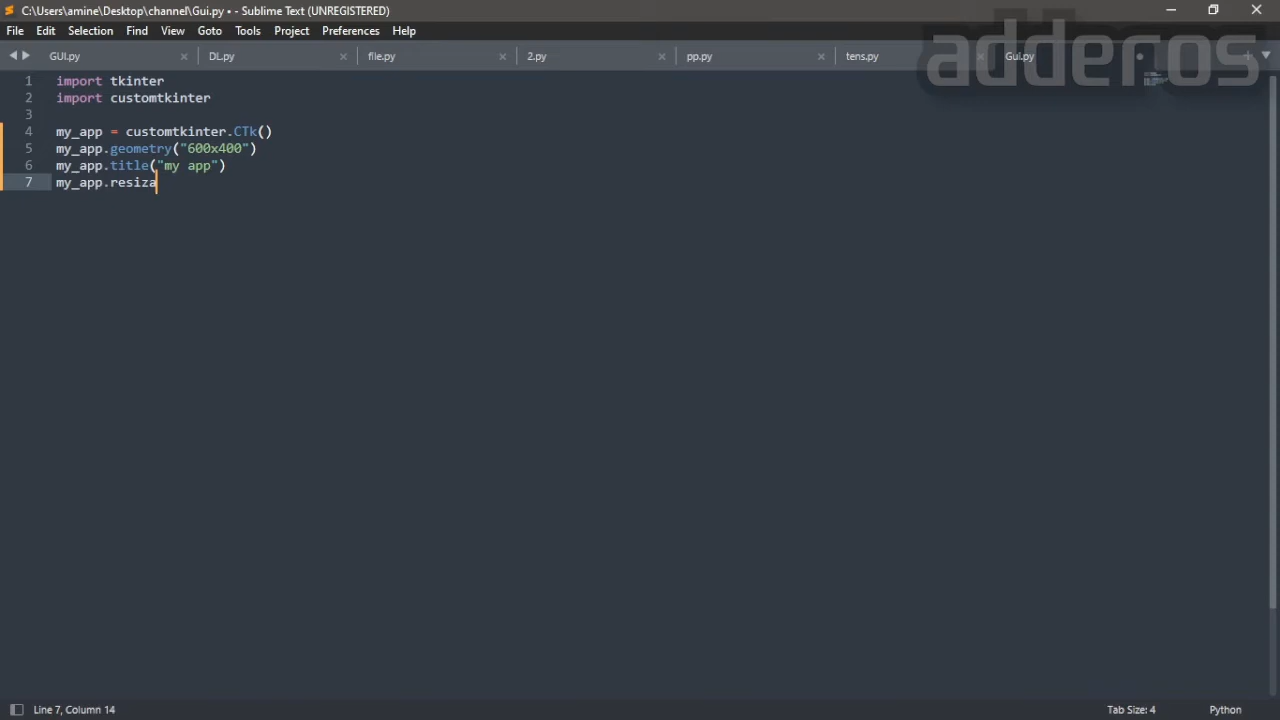 C:\Users\amine\Desktop\channel\Gui.py • - Sublime Text (UNREGISTERED)
File Edit Selection Find View Goto Tools Project Preferences Help
GUI.py DL.py file.py 2.py pp.py tens.py Gui.py
adderos
1 import tkinter
2 import customtkinter
3
4 my_app = customtkinter.CTk()
5 my_app.geometry("600x400")
6 my_app.title("my app")
7 my_app.resiza
Line 7, Column 14 Tab Size: 4 Python